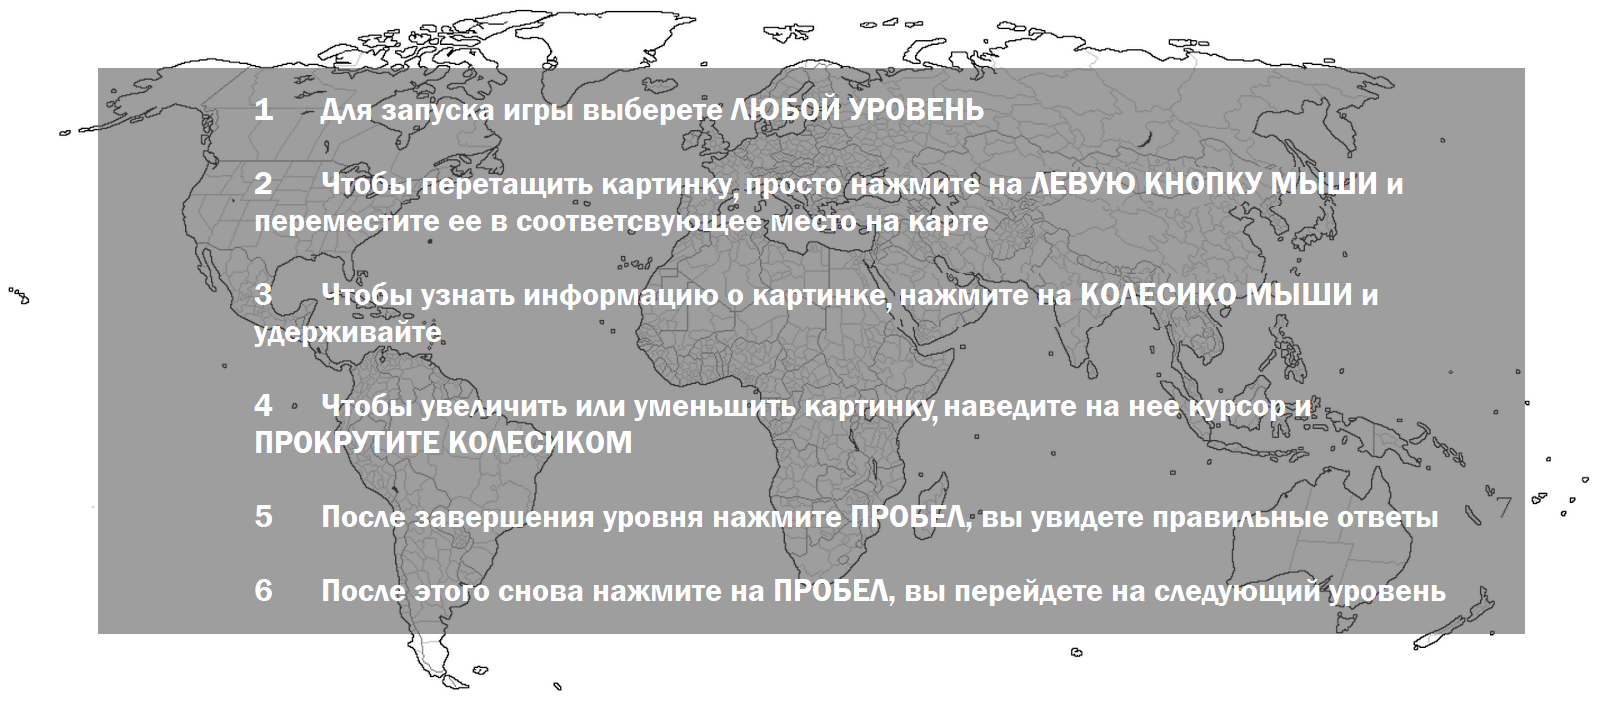 1 Для запуска игры выберете ЛЮБОЙ УРОВЕНЬ
2 Чтобы перетащить картинку, просто нажмите на ЛЕВУЮ КНОПКУ МЫШИ и
переместите ее в соответсвующее место на карте
3 Чтобы узнать информацию о картинке, нажмите на КОЛЕСИКО МЫШИ и
удерживайте
4 Чтобы увеличить или уменьшить картинку, наведите на нее курсор и
ПРОКРУТИТЕ КОЛЕСИКОМ
5 После завершения уровня нажмите ПРОБЕЛ, вы увидете правильные ответы
7
6 После этого снова нажмите на ПРОБЕЛ, вы перейдете на следующий уровень